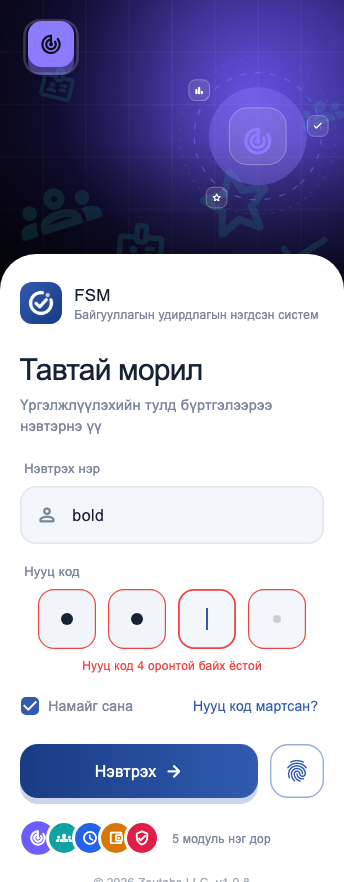 FSM
Байгууллагын удирдлагын нэгдсэн систем
Тавтай морил
Үргэлжлүүлэхийн тулд бүртгэлээрээ
нэвтэрнэ үү
Нэвтрэх нэр
bold
Нууц код
Нууц код 4 оронтой байх ёстой
Намайг сана
Нууц код мартсан?
Нэвтрэх →
5 модуль нэг дор